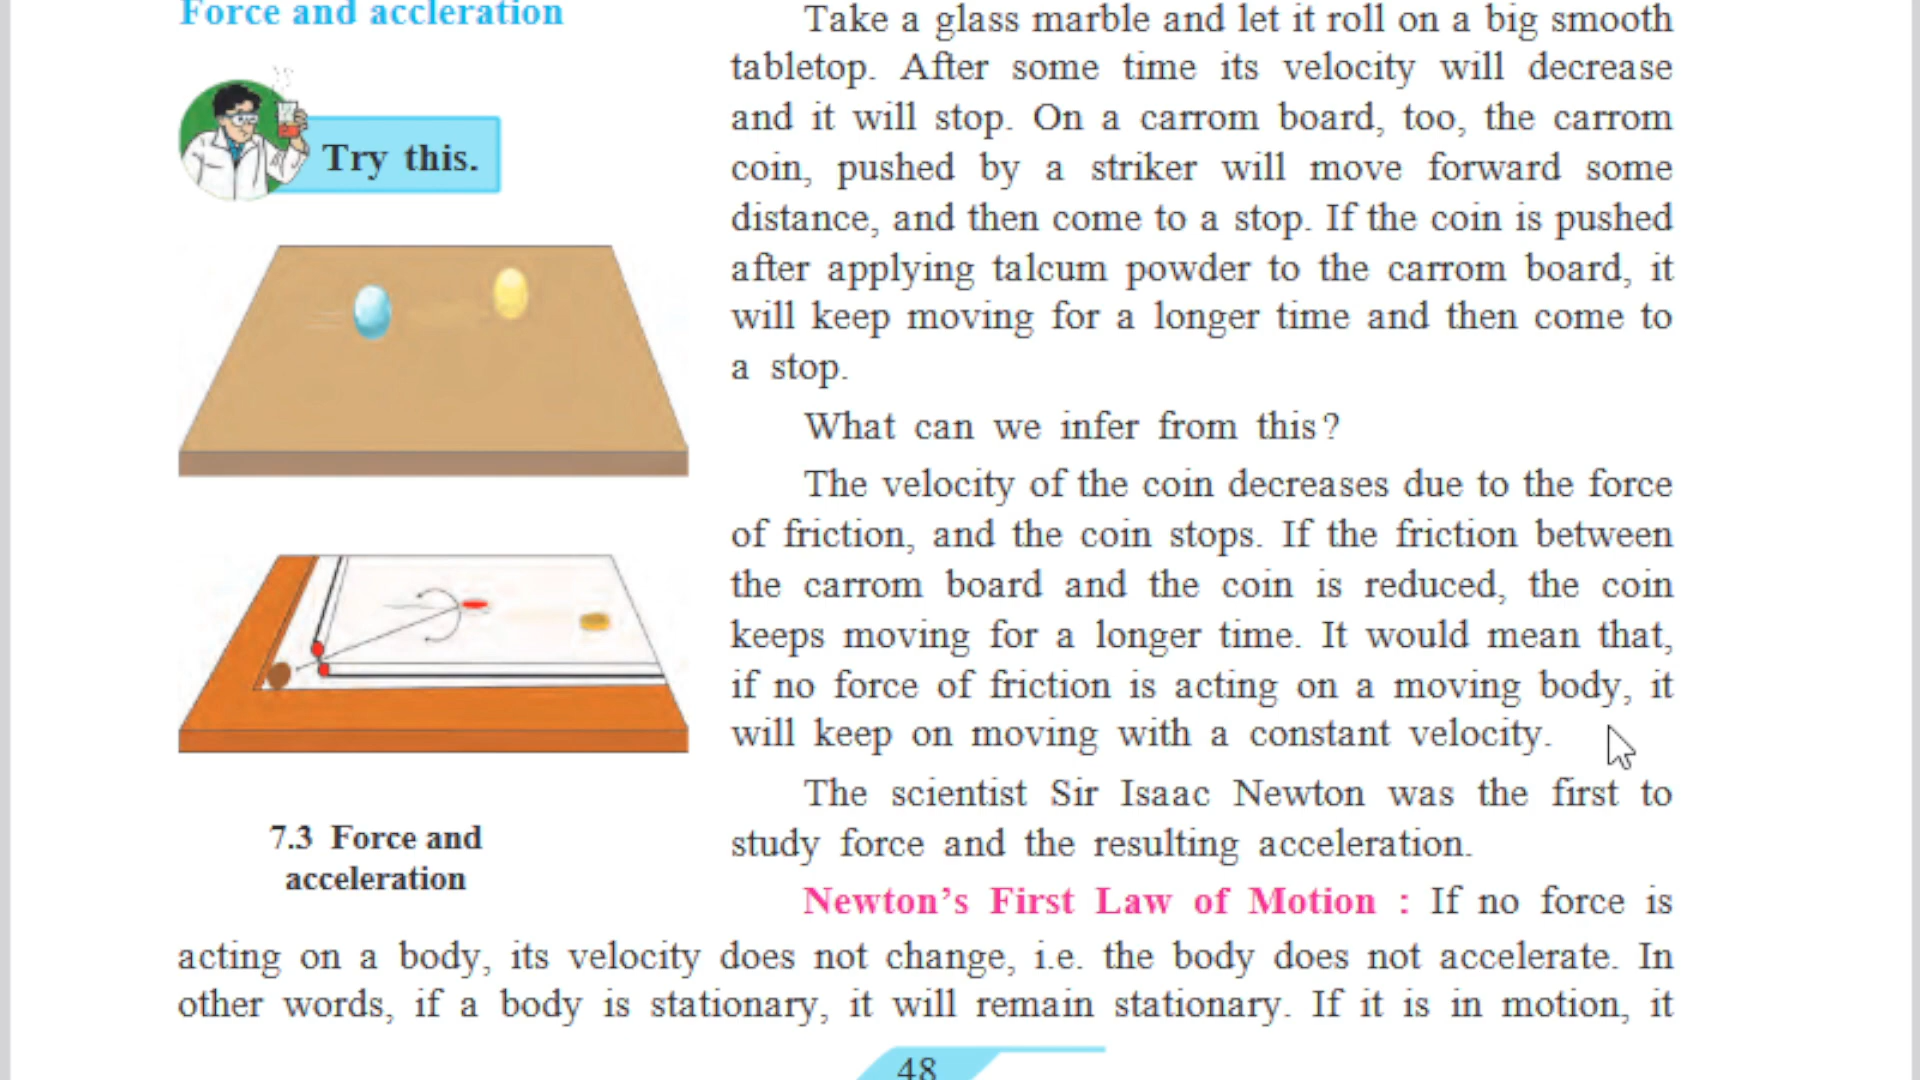 Force and accleration
Try this.
7.3 Force and
acceleration
Take a glass marble and let it roll on a big smooth
tabletop. After some time its velocity will decrease
and it will stop. On a carrom board, too, the carrom
coin, pushed by a striker will move forward some
distance, and then come to a stop. If the coin is pushed
after applying talcum powder to the carrom board, it
will keep moving for a longer time and then come to
a stop.
What can we infer from this?
The velocity of the coin decreases due to the force
of friction, and the coin stops. If the friction between
the carrom board and the coin is reduced, the coin
keeps moving for a longer time. It would mean that,
if no force of friction is acting on a moving body, it
will keep on moving with a constant velocity.
The scientist Sir Isaac Newton was the first to
study force and the resulting acceleration.
Newton’s First Law of Motion : If no force is
acting on a body, its velocity does not change, i.e. the body does not accelerate. In
other words, if a body is stationary, it will remain stationary. If it is in motion, it
48